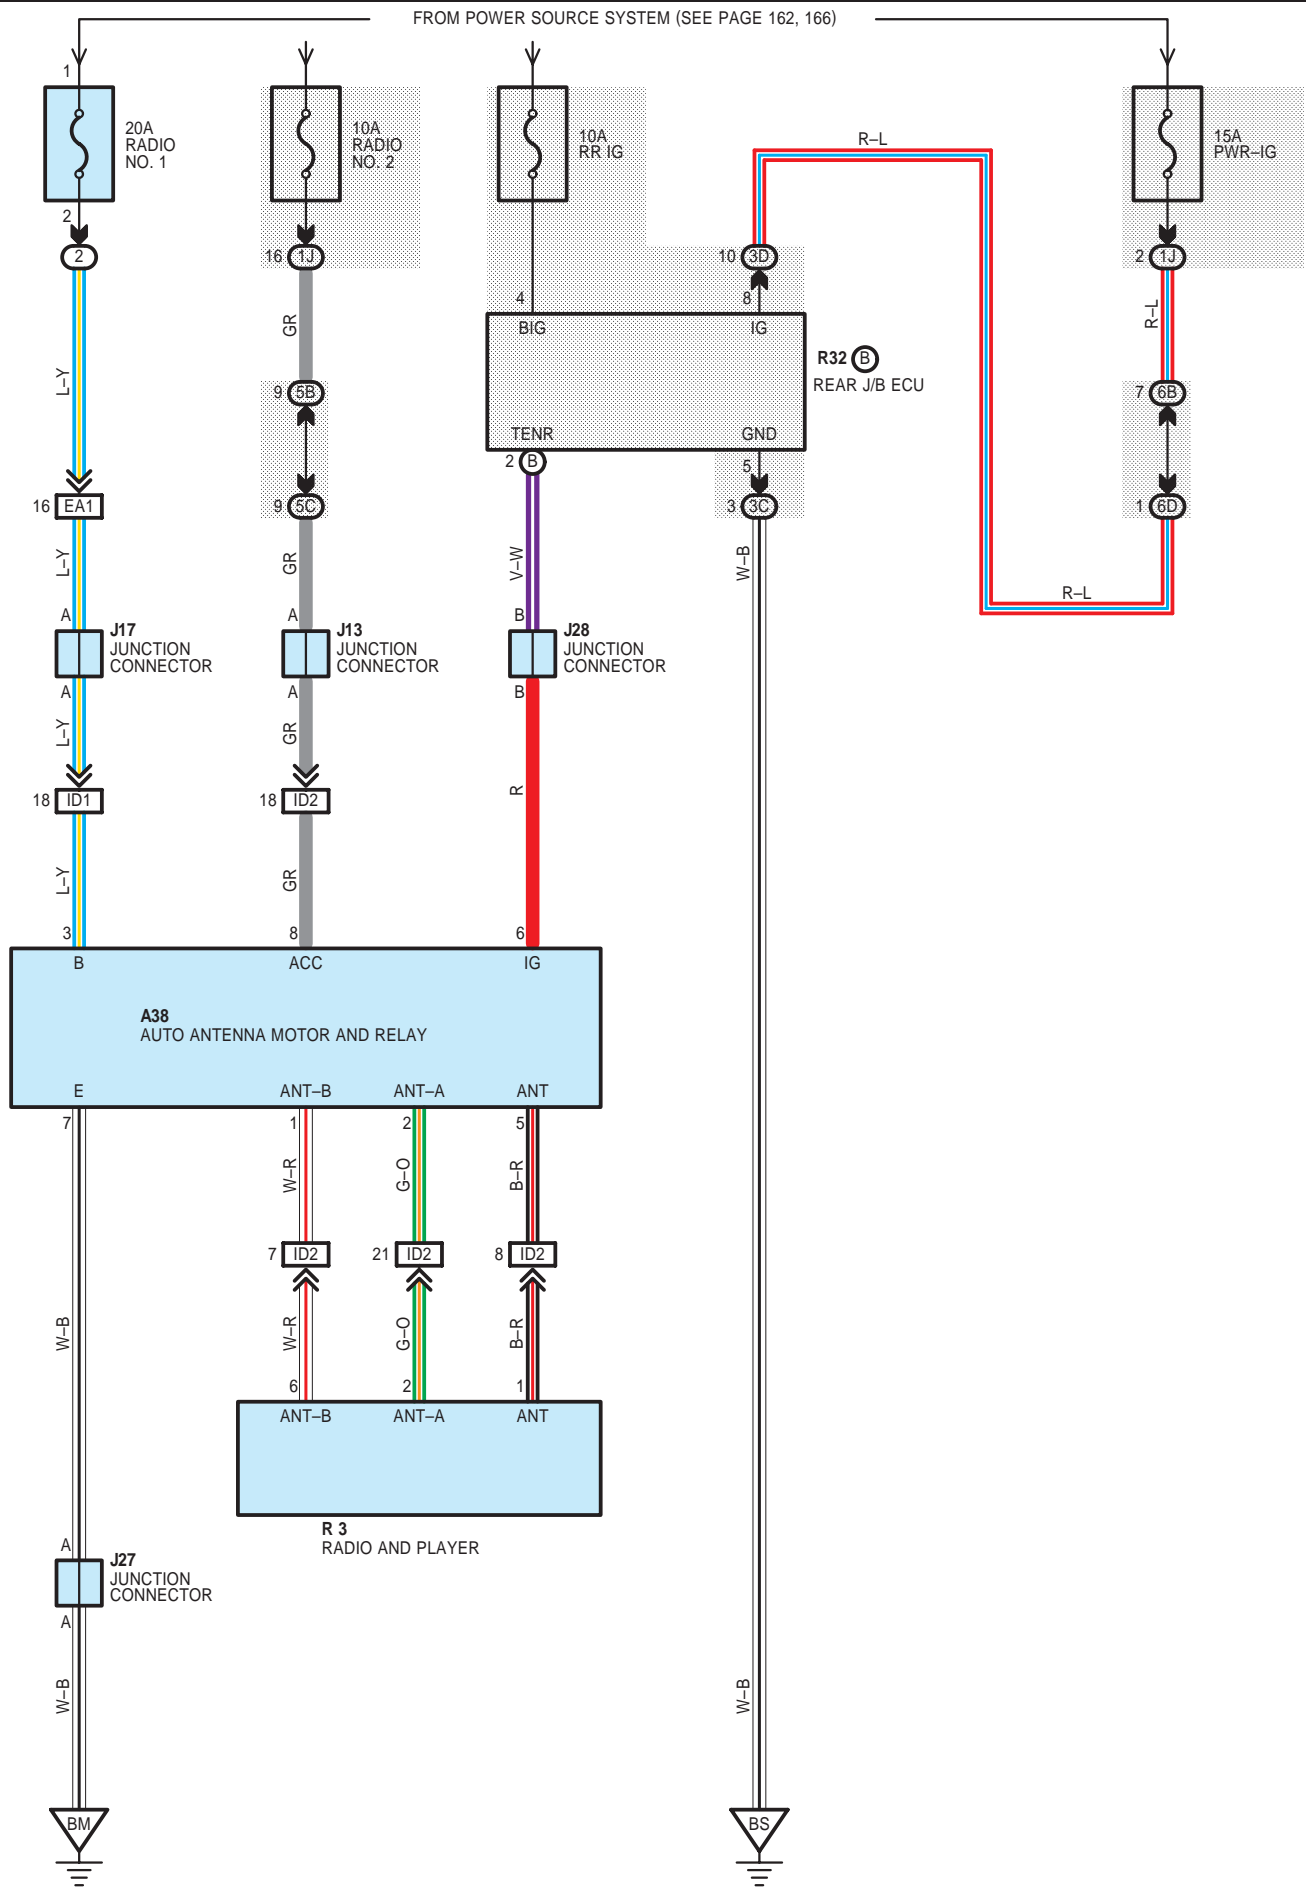 FROM POWER SOURCE SYSTEM (SEE PAGE 162, 166)
1
20A
RADIO
NO. 1
10A
RADIO
NO. 2
10A
RR IG
R–L
15A
PWR–IG
2
2
16 1J
10 3D
2 1J
4
8
GR
R–L
BIG
IG
R32 B
REAR J/B ECU
L–Y
9 5B
7 6B
TENR
GND
2 B
5
16 EA1
9 5C
3 3C
1 6D
L–Y
GR
V–W
W–B
R–L
A
A
B
J17
JUNCTION
CONNECTOR
J13
JUNCTION
CONNECTOR
J28
JUNCTION
CONNECTOR
A
A
B
L–Y
GR
R
18 ID1
18 ID2
L–Y
GR
3
8
6
B
ACC
IG
A38
AUTO ANTENNA MOTOR AND RELAY
E
ANT–B
ANT–A
ANT
7
1
2
5
W–R
G–O
B–R
7 ID2
21 ID2
8 ID2
W–B
W–R
G–O
B–R
6
2
1
ANT–B
ANT–A
ANT
R 3
RADIO AND PLAYER
A
J27
JUNCTION
CONNECTOR
A
W–B
W–B
BM
BS